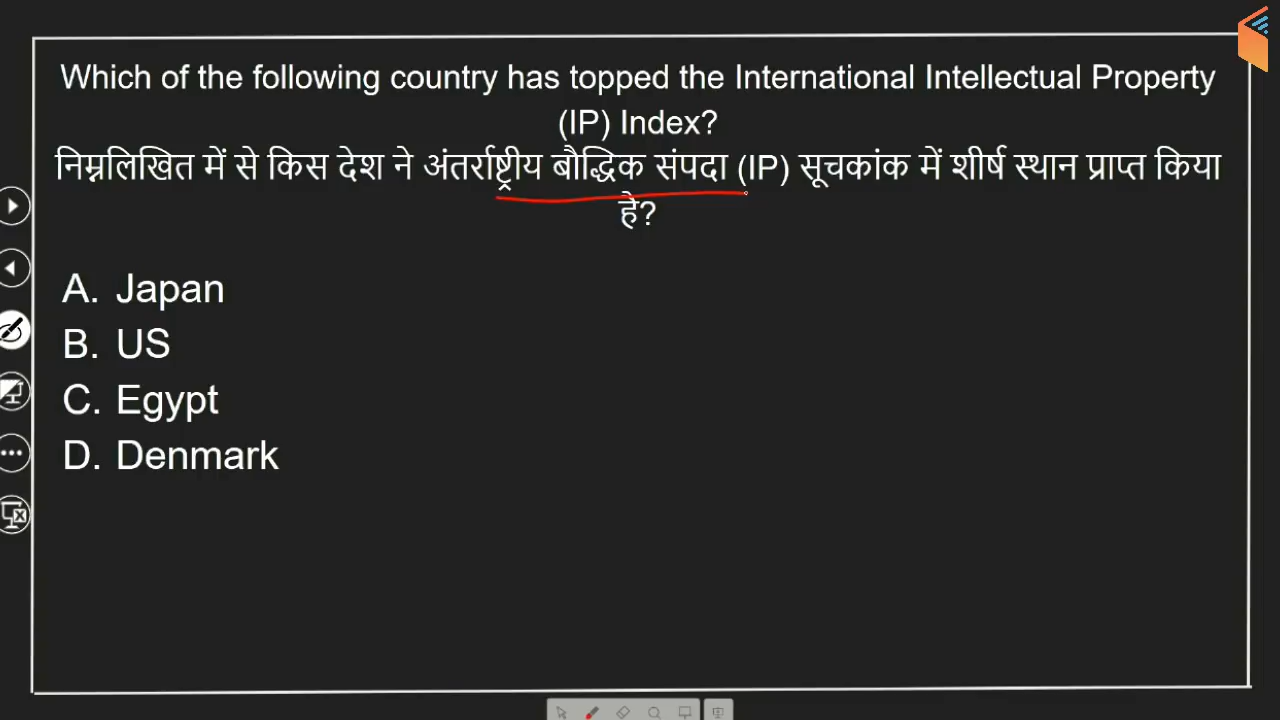 Which of the following country has topped the International Intellectual Property
(IP) Index?
निम्नलिखित में से किस देश ने अंतर्राष्ट्रीय बौद्धिक संपदा (IP) सूचकांक में शीर्ष स्थान प्राप्त किया
है?
A. Japan
B. US
C. Egypt
D. Denmark